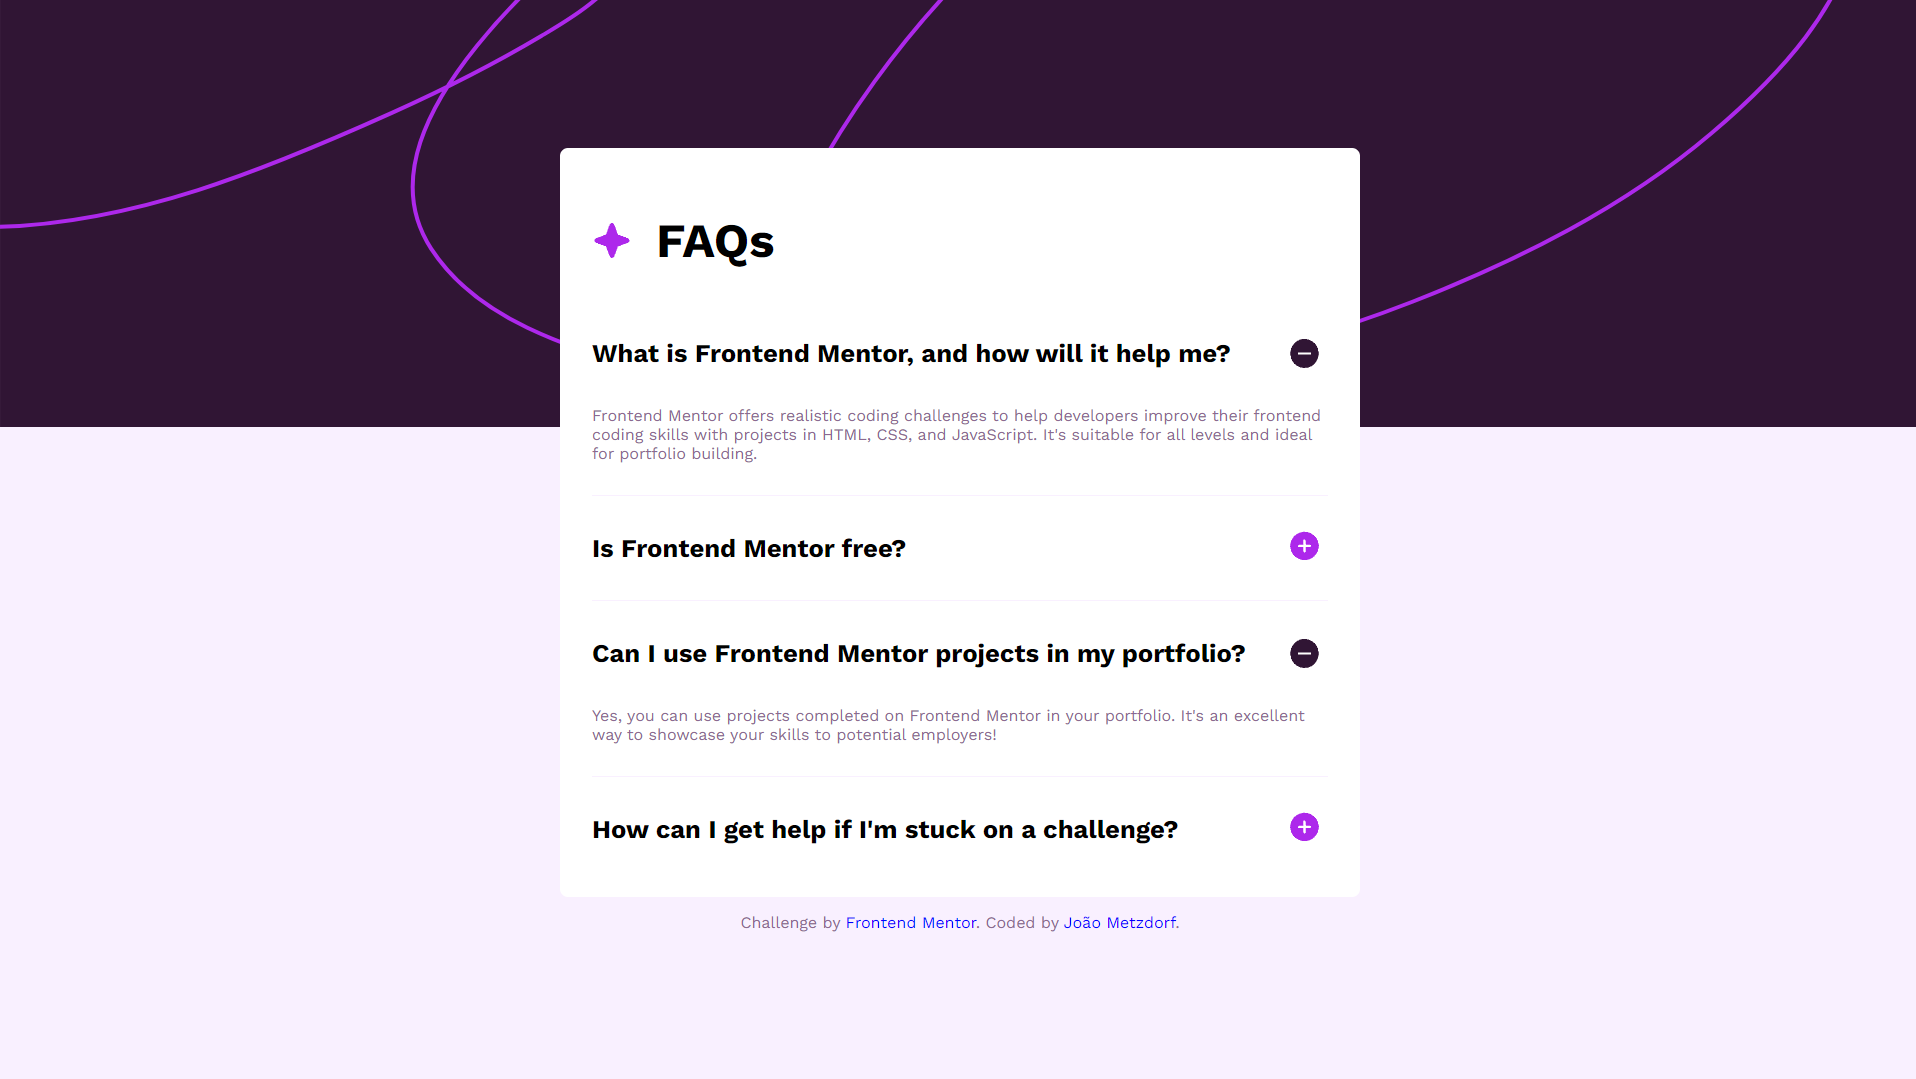 FAQs
What is Frontend Mentor, and how will it help me?
Frontend Mentor offers realistic coding challenges to help developers improve their frontend
coding skills with projects in HTML, CSS, and JavaScript. It's suitable for all levels and ideal
for portfolio building.
Is Frontend Mentor free?
Can I use Frontend Mentor projects in my portfolio?
Yes, you can use projects completed on Frontend Mentor in your portfolio. It's an excellent
way to showcase your skills to potential employers!
How can I get help if I'm stuck on a challenge?
Challenge by Frontend Mentor. Coded by João Metzdorf.